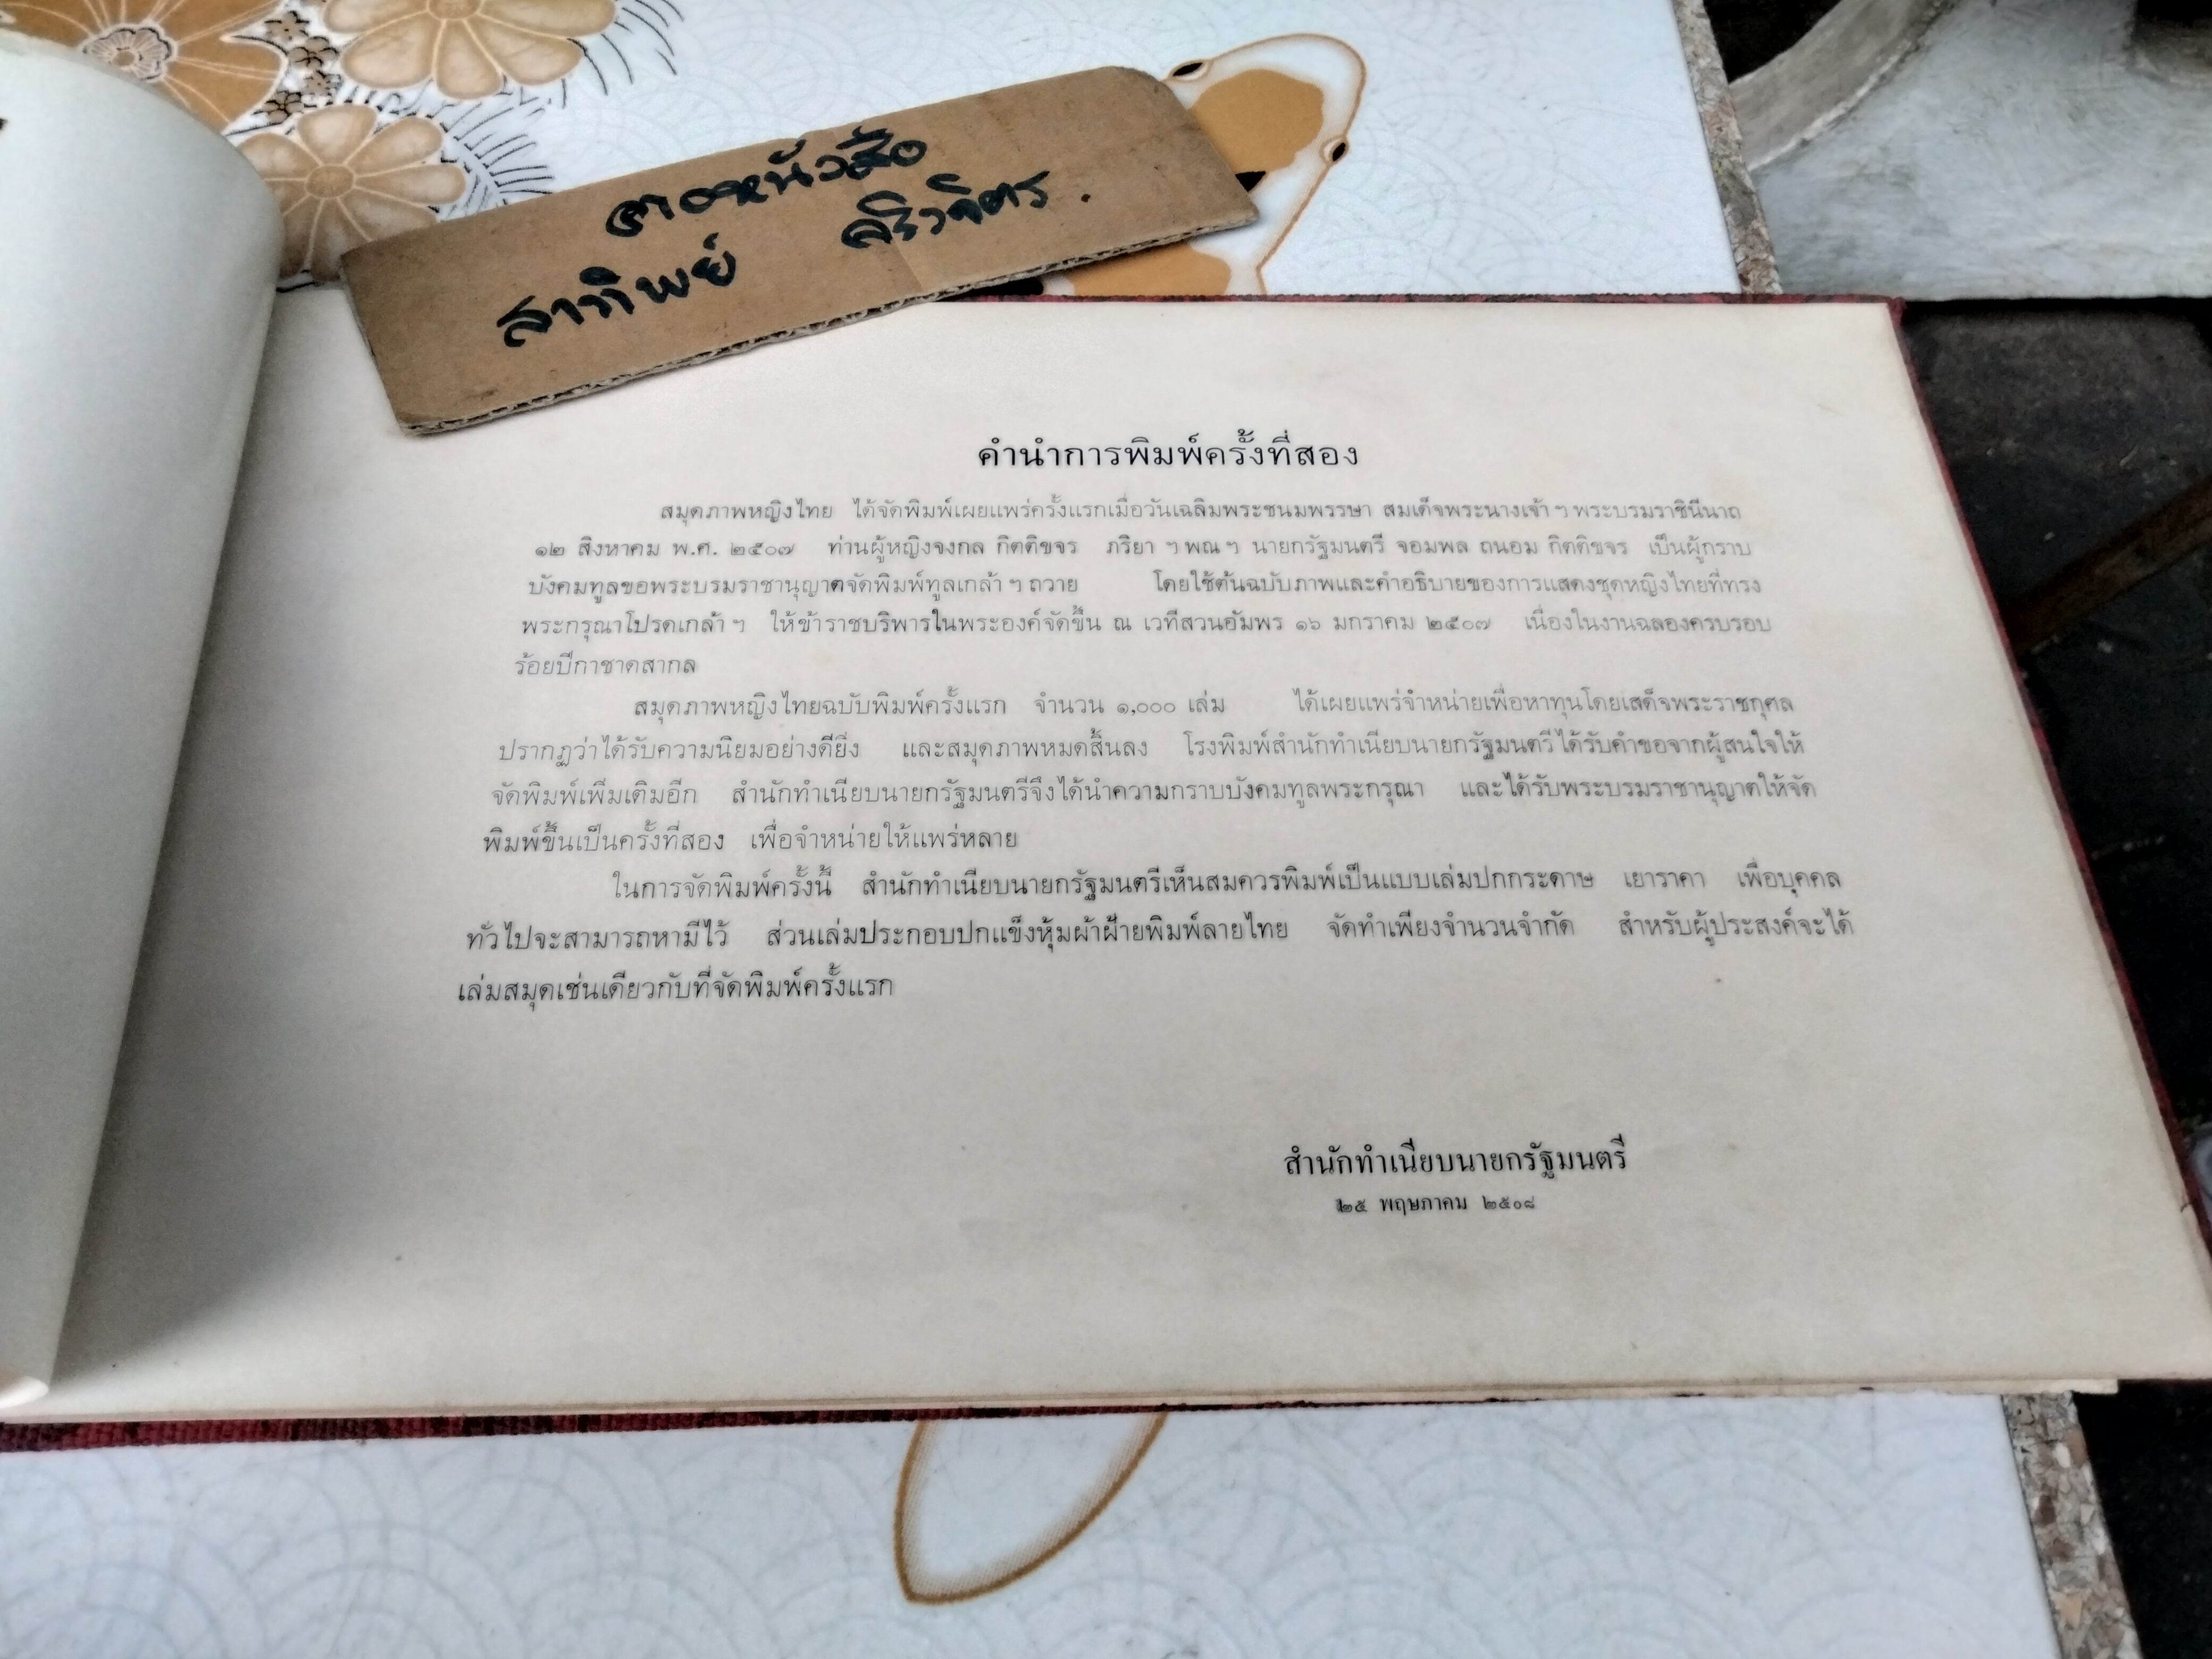 สาทิพย์ ศิริวจิตร.
คำนำการพิมพ์ครั้งที่สอง
สมุดภาพหญิงไทย ได้จัดพิมพ์เผยแพร่ครั้งแรกเมื่อวันเฉลิมพระชนมพรรษา สมเด็จพระนางเจ้า ฯ พระบรมราชินีนาถ
๑๒ สิงหาคม พ.ศ. ๒๕๐๗ ท่านผู้หญิงจงกล กิตติขจร ภริยา ฯ พณ ฯ นายกรัฐมนตรี จอมพล ถนอม กิตติขจร เป็นผู้กราบ
บังคมทูลขอพระบรมราชานุญาตจัดพิมพ์ทูลเกล้า ฯ ถวาย โดยใช้ต้นฉบับภาพและคำอธิบายของการแสดงชุดหญิงไทยที่ทรง
พระกรุณาโปรดเกล้า ฯ ให้ข้าราชบริพารในพระองค์จัดขึ้น ณ เวทีสวนอัมพร ๑๖ มกราคม ๒๕๐๗ เนื่องในงานฉลองครบรอบ
ร้อยปีกาชาดสากล
สมุดภาพหญิงไทยฉบับพิมพ์ครั้งแรก จำนวน ๑,๐๐๐ เล่ม ได้เผยแพร่จำหน่ายเพื่อหาทุนโดยเสด็จพระราชกุศล
ปรากฏว่าได้รับความนิยมอย่างดียิ่ง และสมุดภาพหมดสิ้นลง โรงพิมพ์สำนักทำเนียบนายกรัฐมนตรีได้รับคำขอจากผู้สนใจให้
จัดพิมพ์เพิ่มเติมอีก สำนักทำเนียบนายกรัฐมนตรีจึงได้นำความกราบบังคมทูลพระกรุณา และได้รับพระบรมราชานุญาตให้จัด
พิมพ์ขึ้นเป็นครั้งที่สอง เพื่อจำหน่ายให้แพร่หลาย
ในการจัดพิมพ์ครั้งนี้ สำนักทำเนียบนายกรัฐมนตรีเห็นสมควรพิมพ์เป็นแบบเล่มปกกระดาษ เยาราคา เพื่อบุคคล
ทั่วไปจะสามารถหามีไว้ ส่วนเล่มประกอบปกแข็งหุ้มผ้าฝ้ายพิมพ์ลายไทย จัดทำเพียงจำนวนจำกัด สำหรับผู้ประสงค์จะได้
เล่มสมุดเช่นเดียวกับที่จัดพิมพ์ครั้งแรก
สำนักทำเนียบนายกรัฐมนตรี
๒๕ พฤษภาคม ๒๕๐๘